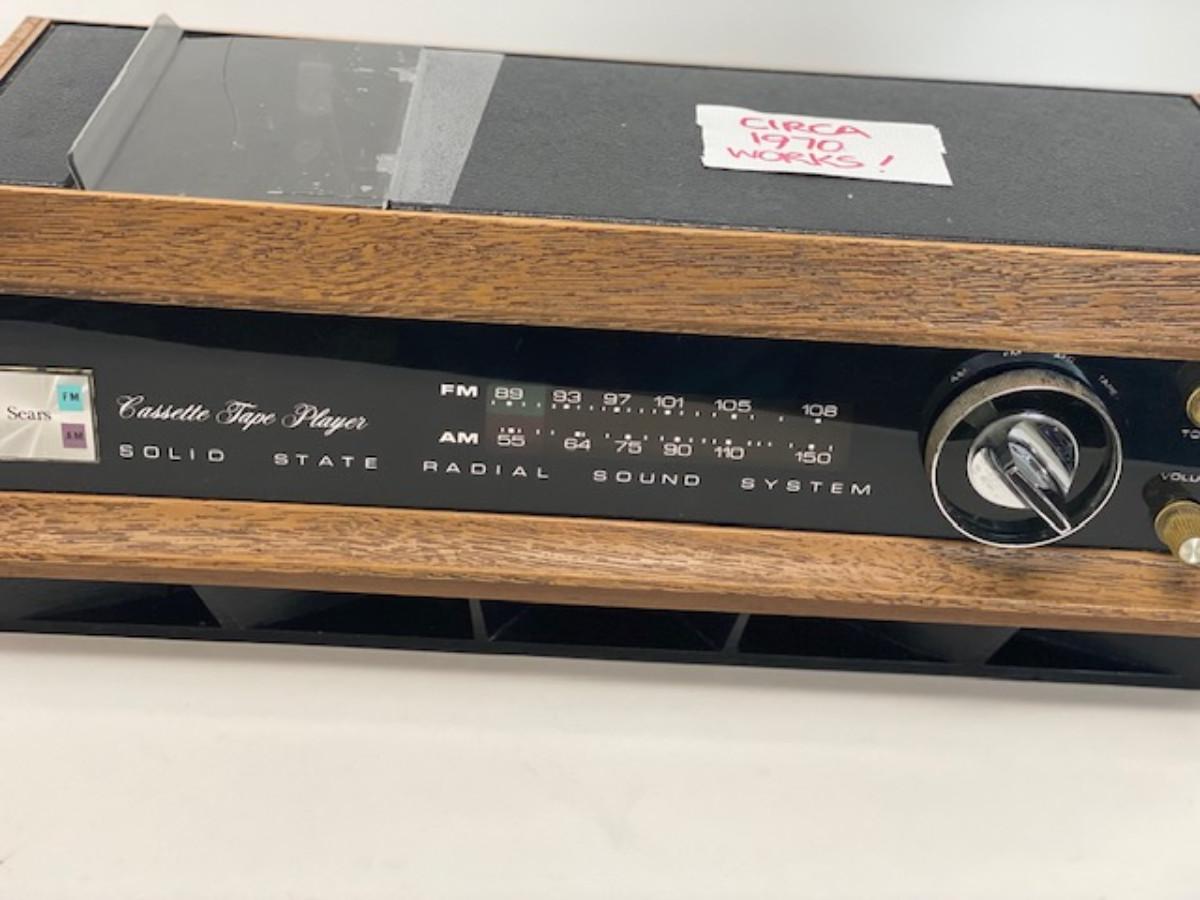 CIRCA
1970
WORKS!
Sears
FM
AM
Cassette Tape Player
SOLID STATE RADIAL SOUND SYSTEM
FM 89 93 97 101 105 108
AM 55 64 75 90 110 150
TAPE